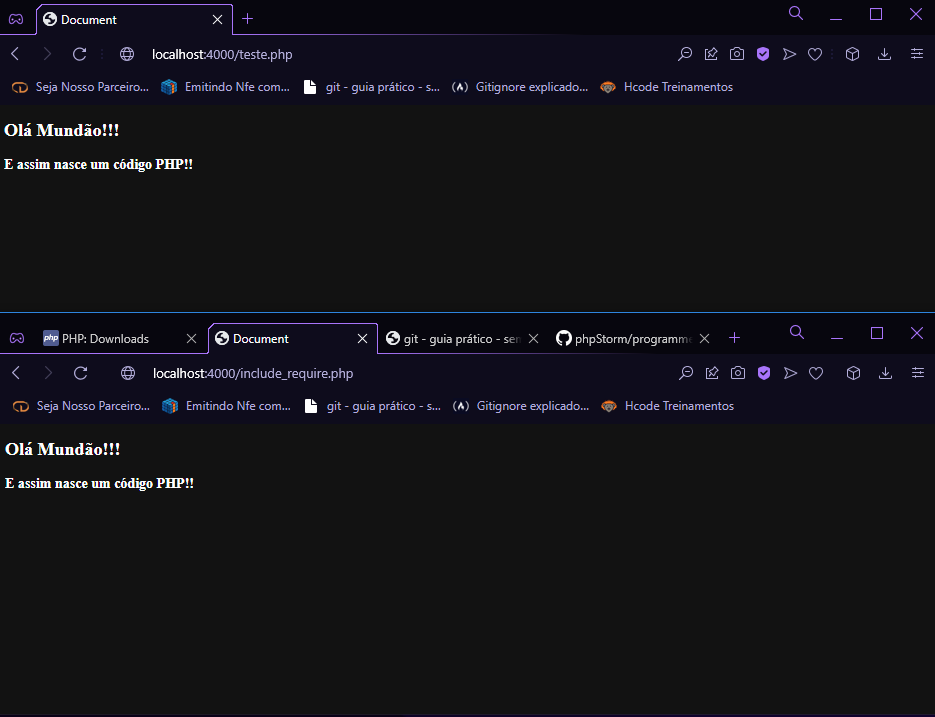 Document
localhost:4000/teste.php
Seja Nosso Parceiro... Emitindo Nfe com... git - guia prático - s... Gitignore explicado... Hcode Treinamentos
Olá Mundão!!!
E assim nasce um código PHP!!
php PHP: Downloads Document git - guia prático - sen phpStorm/programme
localhost:4000/include_require.php
Seja Nosso Parceiro... Emitindo Nfe com... git - guia prático - s... Gitignore explicado... Hcode Treinamentos
Olá Mundão!!!
E assim nasce um código PHP!!